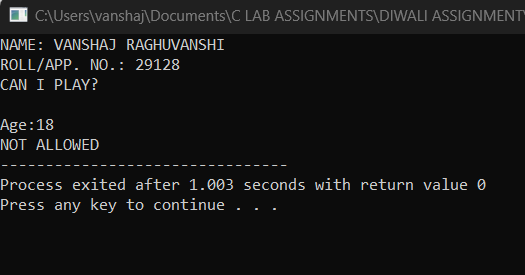 C:\Users\vanshaj\Documents\C LAB ASSIGNMENTS\DIWALI ASSIGNMENT\
NAME: VANSHAJ RAGHUVANSHI
ROLL/APP. NO.: 29128
CAN I PLAY?
Age:18
NOT ALLOWED
--------------------------------
Process exited after 1.003 seconds with return value 0
Press any key to continue . . .